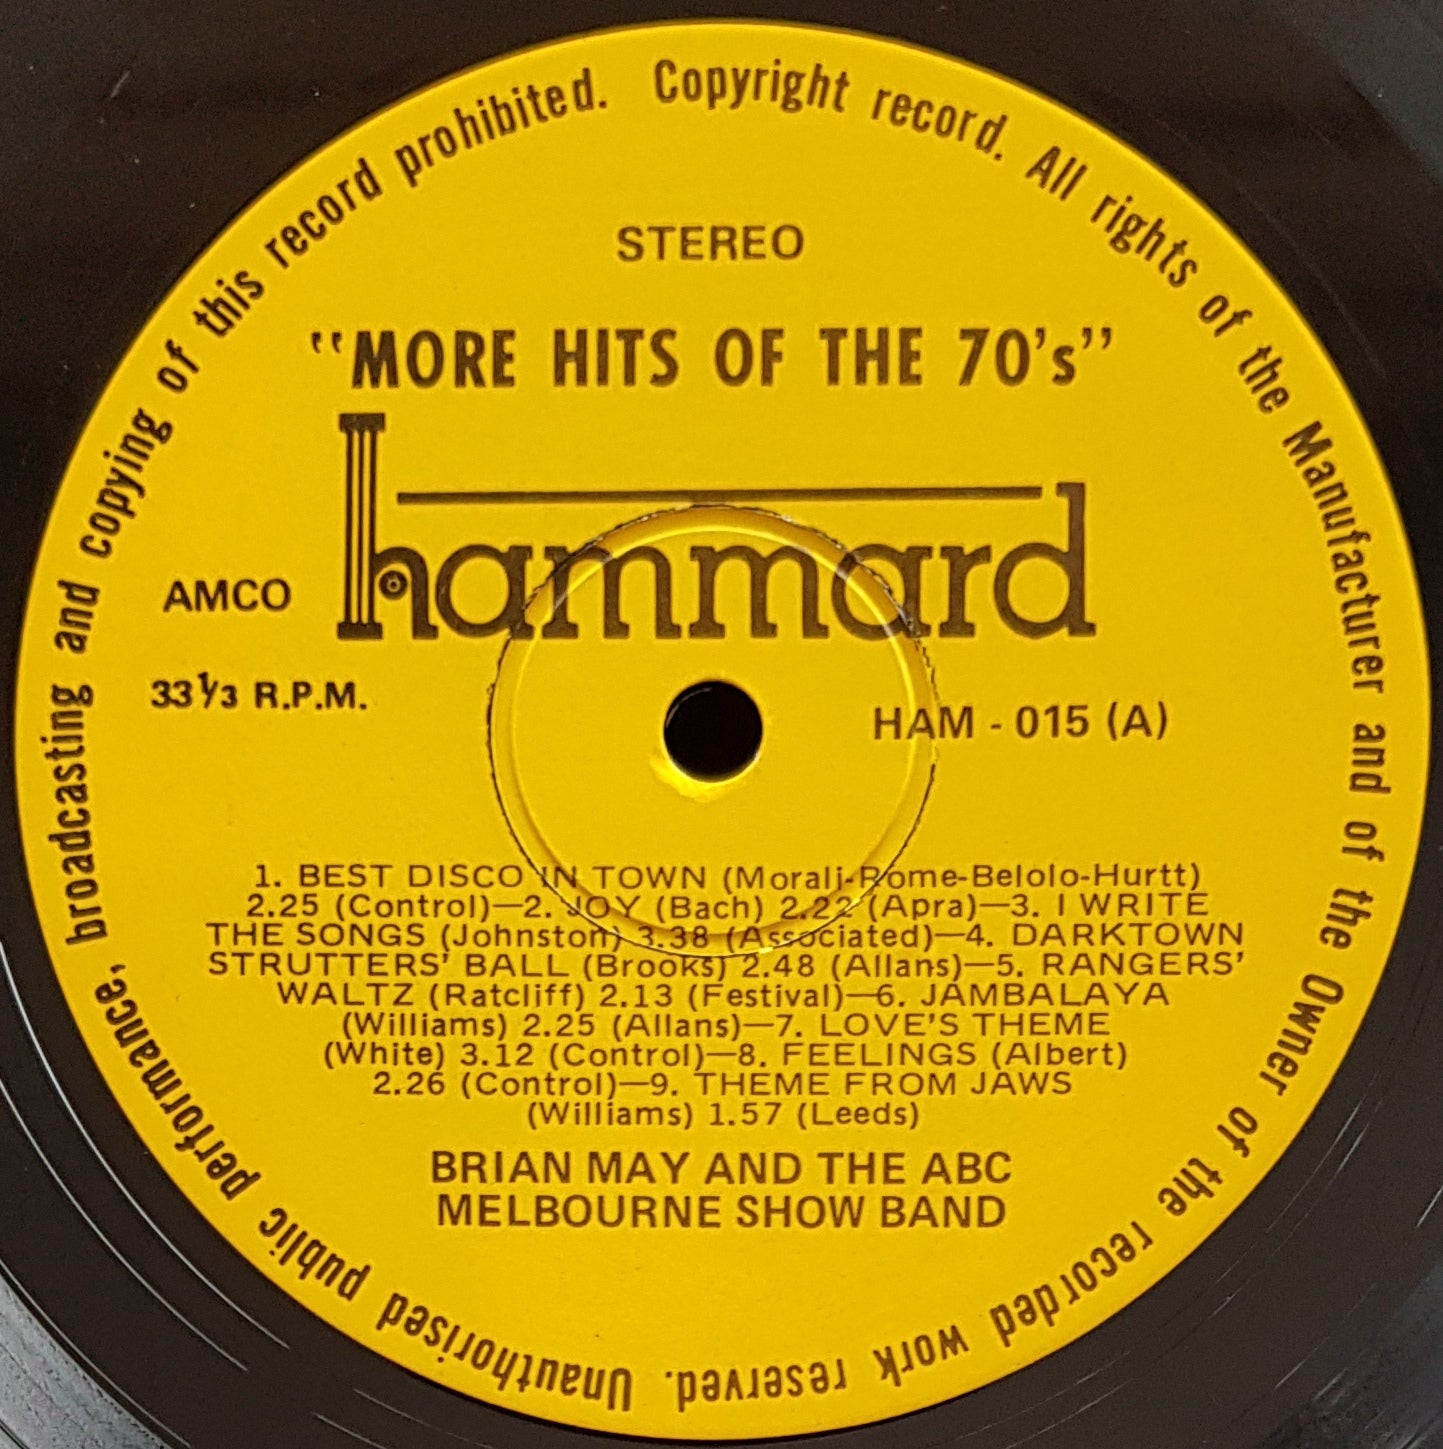 Copyright record. All rights of the Manufacturer and of the Owner of the recorded work reserved. Unauthorised public performance, broadcasting and copying of this record prohibited.
STEREO
"MORE HITS OF THE 70's"
hammard
AMCO
33⅓ R.P.M.
HAM - 015 (A)
1. BEST DISCO IN TOWN (Morali-Rome-Belolo-Hurtt)
2.25 (Control)—2. JOY (Bach) 2.22 (Apra)—3. I WRITE
THE SONGS (Johnston) 3.38 (Associated)—4. DARKTOWN
STRUTTERS' BALL (Brooks) 2.48 (Allans)—5. RANGERS'
WALTZ (Ratcliff) 2.13 (Festival)—6. JAMBALAYA
(Williams) 2.25 (Allans)—7. LOVE'S THEME
(White) 3.12 (Control)—8. FEELINGS (Albert)
2.26 (Control)—9. THEME FROM JAWS
(Williams) 1.57 (Leeds)
BRIAN MAY AND THE ABC
MELBOURNE SHOW BAND